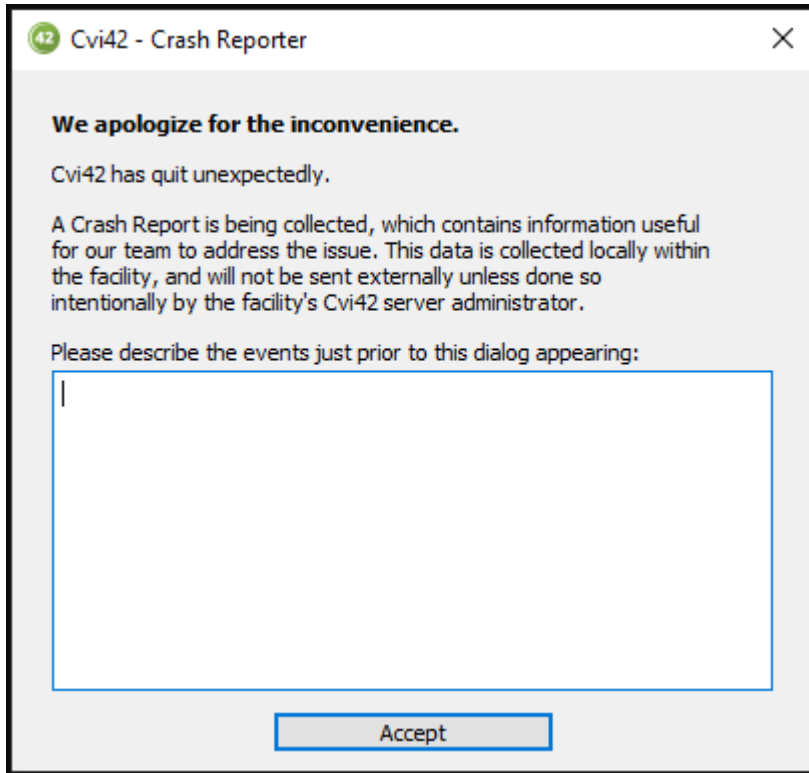 42 Cvi42 - Crash Reporter
We apologize for the inconvenience.
Cvi42 has quit unexpectedly.
A Crash Report is being collected, which contains information useful
for our team to address the issue. This data is collected locally within
the facility, and will not be sent externally unless done so
intentionally by the facility's Cvi42 server administrator.
Please describe the events just prior to this dialog appearing:
Accept